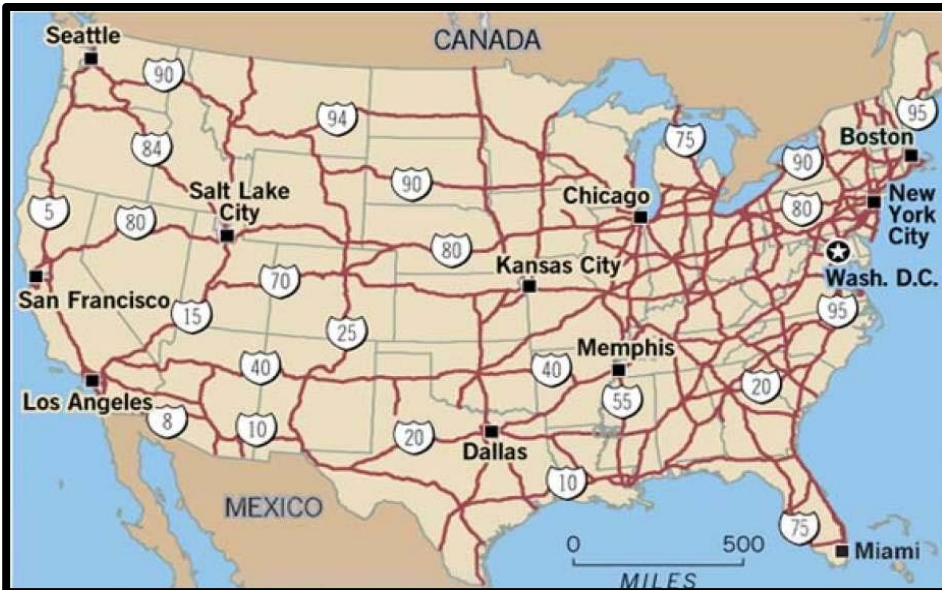 Seattle
CANADA
90
95
94
75
Boston
84
90
90
Salt Lake
City
Chicago
80
New
York
City
5
80
80
Kansas City
Wash. D.C.
70
San Francisco
15
25
95
Memphis
40
40
Los Angeles
55
20
8
10
20
Dallas
10
MEXICO
75
0 500
Miami
MILES